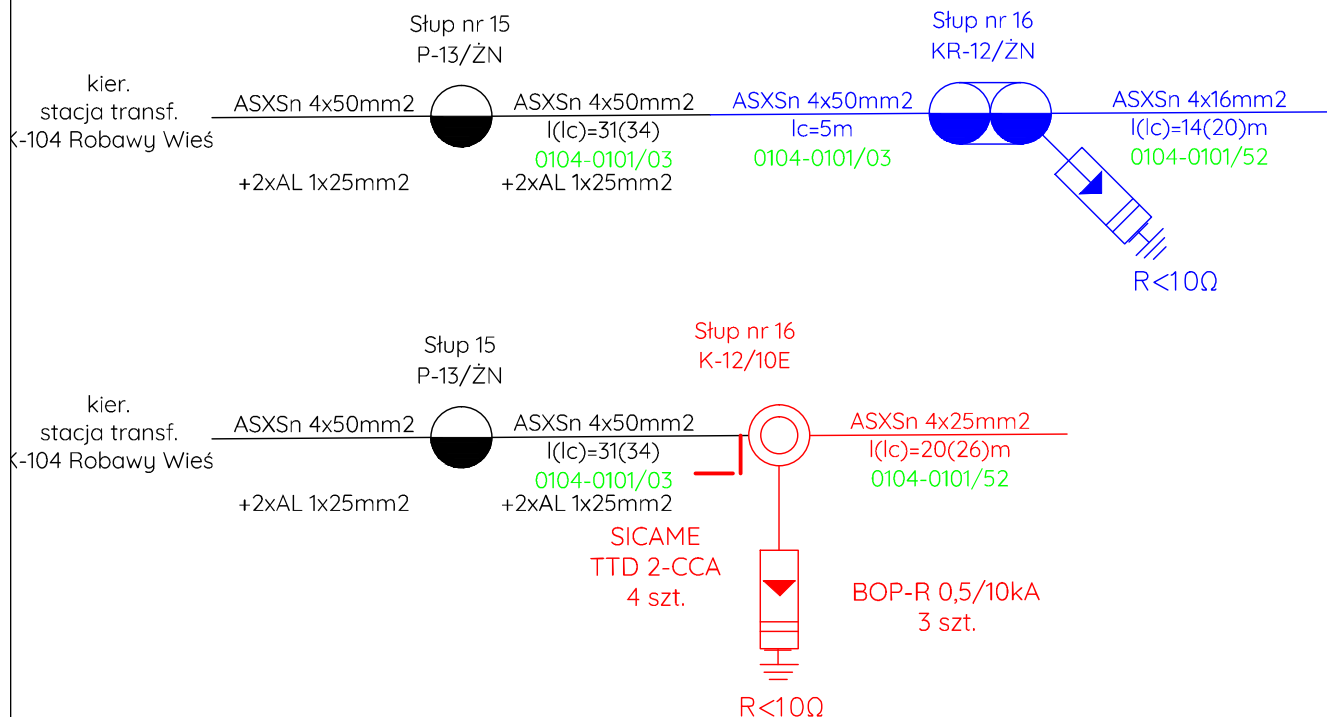 Słup nr 15
P-13/ŻN
Słup nr 16
KR-12/ŻN
kier.
stacja transf.
K-104 Robawy Wieś
ASXSn 4x50mm2
+2xAL 1x25mm2
ASXSn 4x50mm2
l(lc)=31(34)
0104-0101/03
+2xAL 1x25mm2
ASXSn 4x50mm2
lc=5m
0104-0101/03
ASXSn 4x16mm2
l(lc)=14(20)m
0104-0101/52
R<10Ω
Słup 15
P-13/ŻN
Słup nr 16
K-12/10E
kier.
stacja transf.
K-104 Robawy Wieś
ASXSn 4x50mm2
+2xAL 1x25mm2
ASXSn 4x50mm2
l(lc)=31(34)
0104-0101/03
+2xAL 1x25mm2
ASXSn 4x25mm2
l(lc)=20(26)m
0104-0101/52
SICAME
TTD 2-CCA
4 szt.
BOP-R 0,5/10kA
3 szt.
R<10Ω